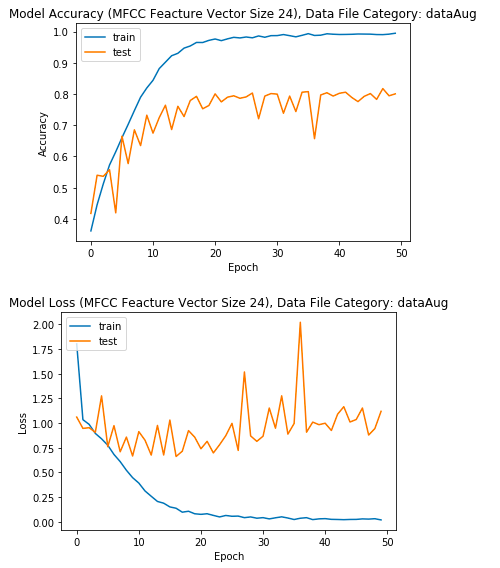 Model Accuracy (MFCC Feacture Vector Size 24), Data File Category: dataAug
train
test
1.0
0.9
0.8
0.7
0.6
0.5
0.4
Accuracy
0
10
20
30
40
50
Epoch
Model Loss (MFCC Feacture Vector Size 24), Data File Category: dataAug
train
test
2.00
1.75
1.50
1.25
1.00
0.75
0.50
0.25
0.00
Loss
0
10
20
30
40
50
Epoch